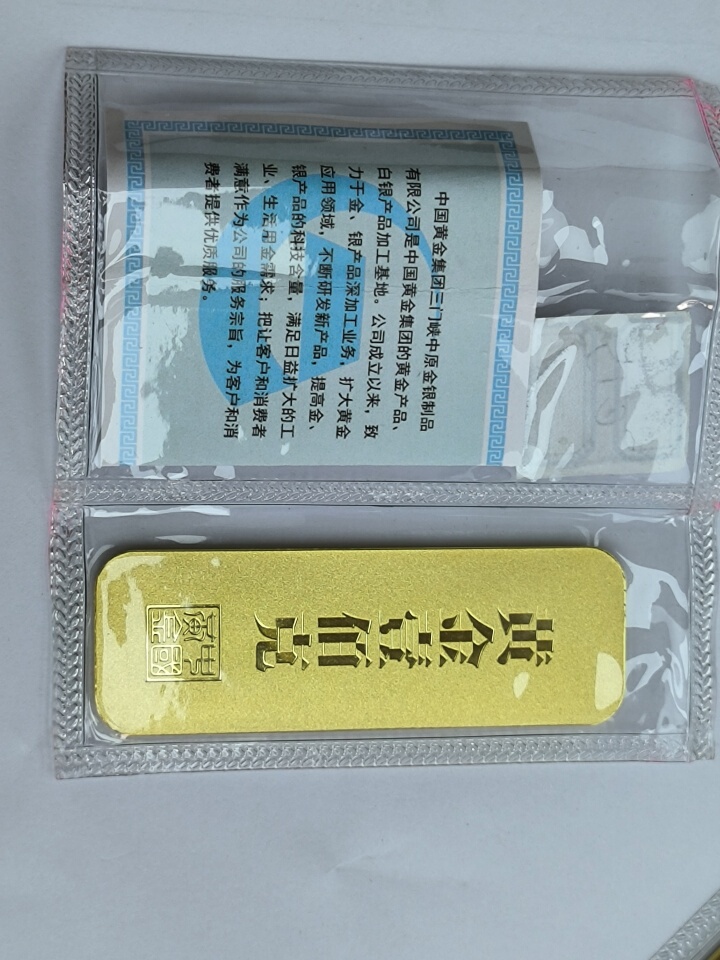 中国黄金集团三门峡中原金银制品
有限公司是中国黄金集团的黄金产品、
白银产品加工基地。公司成立以来，致
力于金、银产品深加工业务，扩大黄金
应用领域，不断研发新产品，提高金、
银产品的科技含量，满足日益扩大的工
业、生活用金需求；把让客户和消费者
满意作为公司的服务宗旨，为客户和消
费者提供优质服务。
黄金壹佰克
中國
黄金